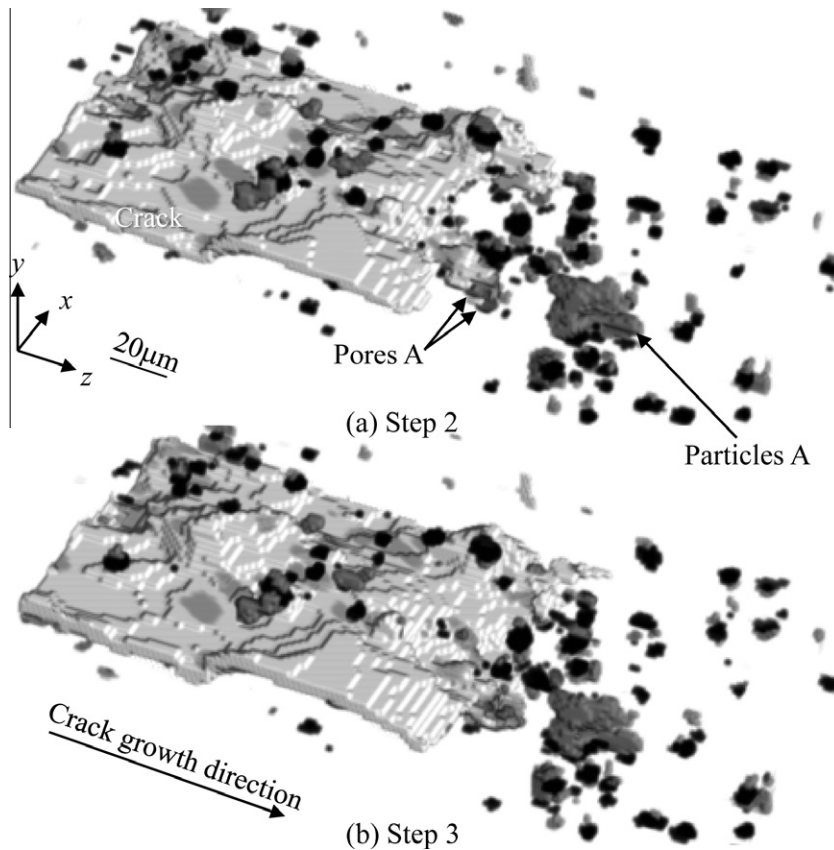 Crack
y
x
z
20μm
Pores A
Particles A
(a) Step 2
Crack growth direction
(b) Step 3